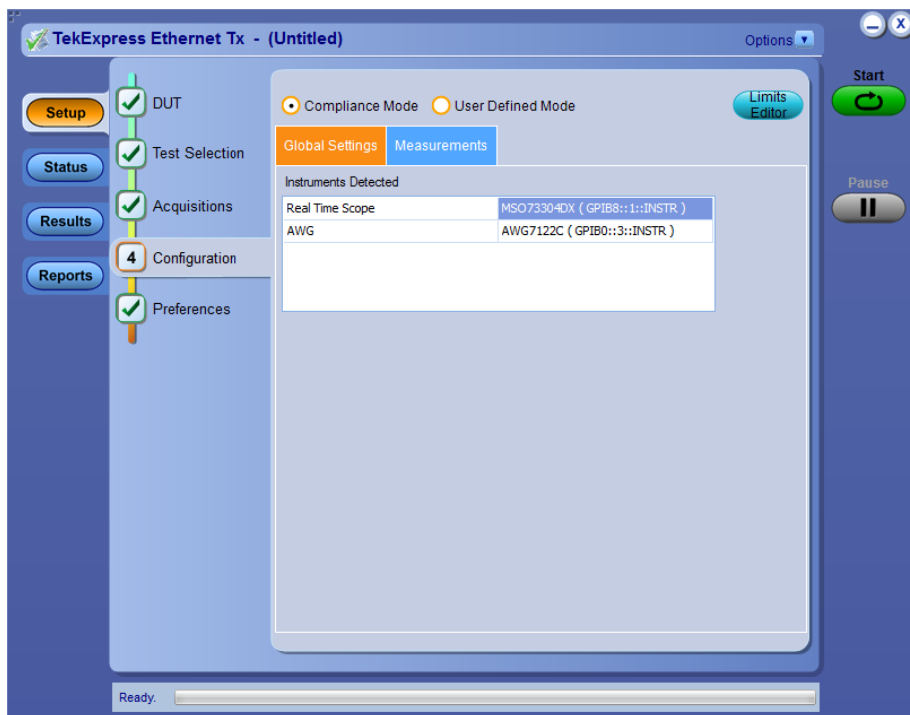 TekExpress Ethernet Tx - (Untitled)
Options
x
Start
Pause
Setup
Status
Results
Reports
DUT
Test Selection
Acquisitions
4 Configuration
Preferences
Compliance Mode User Defined Mode
Limits
Editor
Global Settings Measurements
Instruments Detected
Real Time Scope MSO73304DX ( GPIB8::1::INSTR )
AWG AWG7122C ( GPIB0::3::INSTR )
Ready.